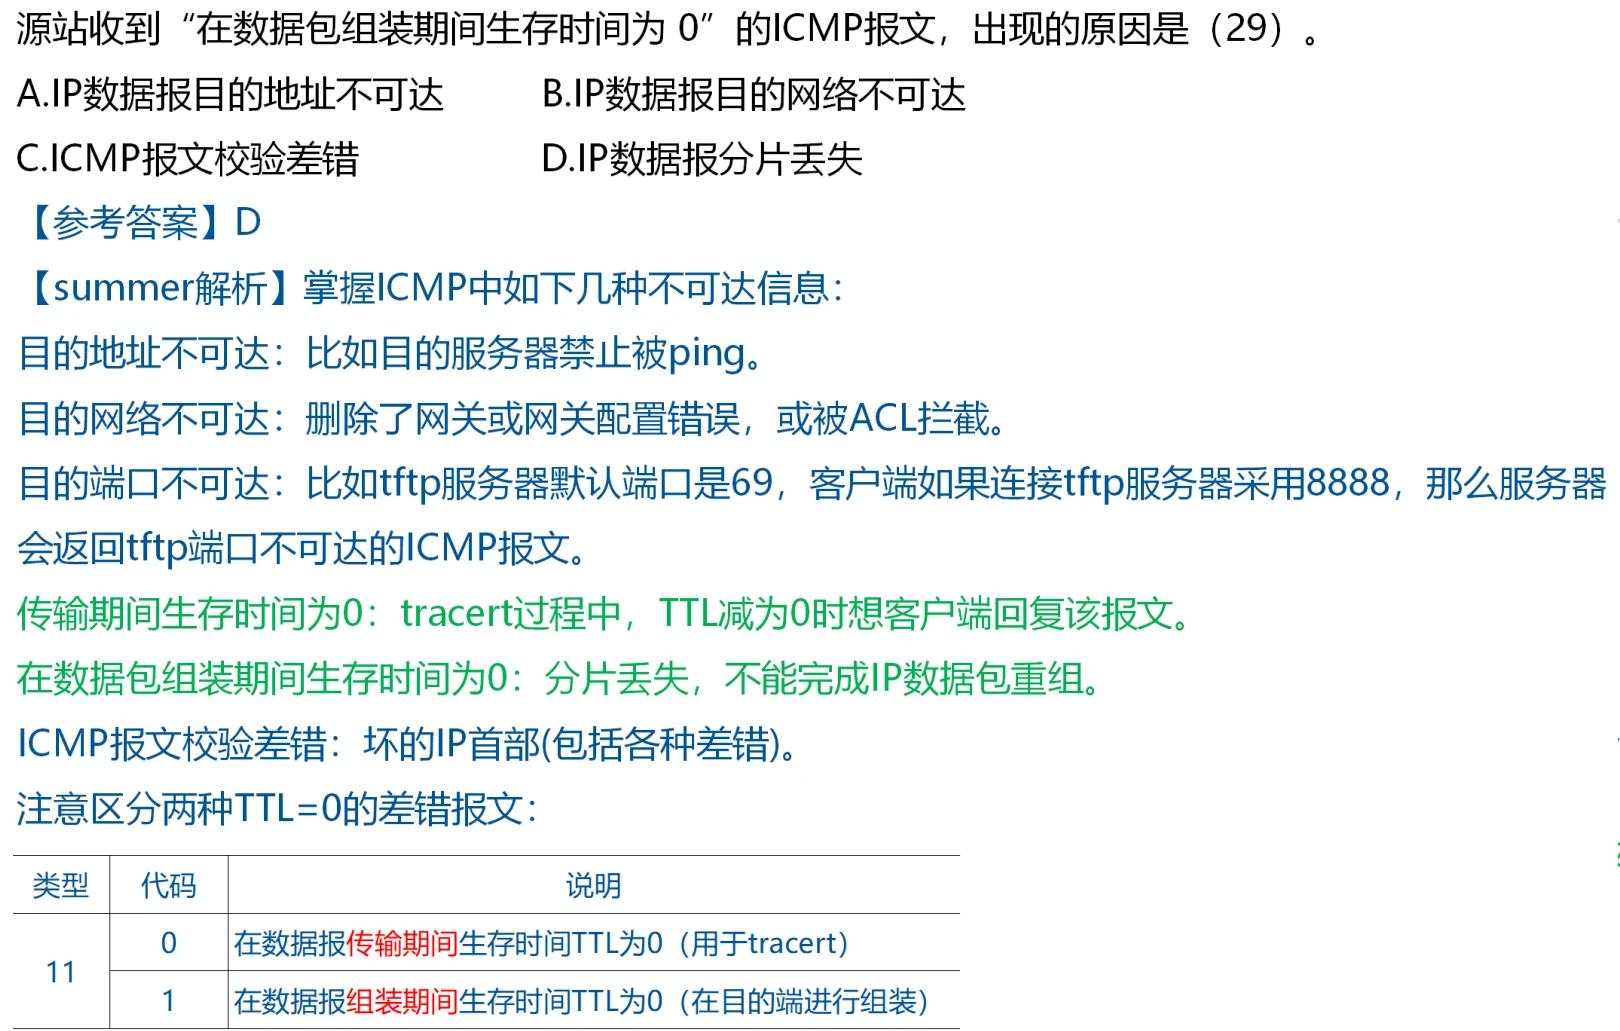 源站收到“在数据包组装期间生存时间为 0”的ICMP报文，出现的原因是（29）。
A.IP数据报目的地址不可达 B.IP数据报目的网络不可达
C.ICMP报文校验差错 D.IP数据报分片丢失
【参考答案】D
【summer解析】掌握ICMP中如下几种不可达信息：
目的地址不可达：比如目的服务器禁止被ping。
目的网络不可达：删除了网关或网关配置错误，或被ACL拦截。
目的端口不可达：比如tftp服务器默认端口是69，客户端如果连接tftp服务器采用8888，那么服务器
会返回tftp端口不可达的ICMP报文。
传输期间生存时间为0：tracert过程中，TTL减为0时想客户端回复该报文。
在数据包组装期间生存时间为0：分片丢失，不能完成IP数据包重组。
ICMP报文校验差错：坏的IP首部(包括各种差错)。
注意区分两种TTL=0的差错报文：
类型 代码 说明
11
0 在数据报传输期间生存时间TTL为0（用于tracert）
1 在数据报组装期间生存时间TTL为0（在目的端进行组装）